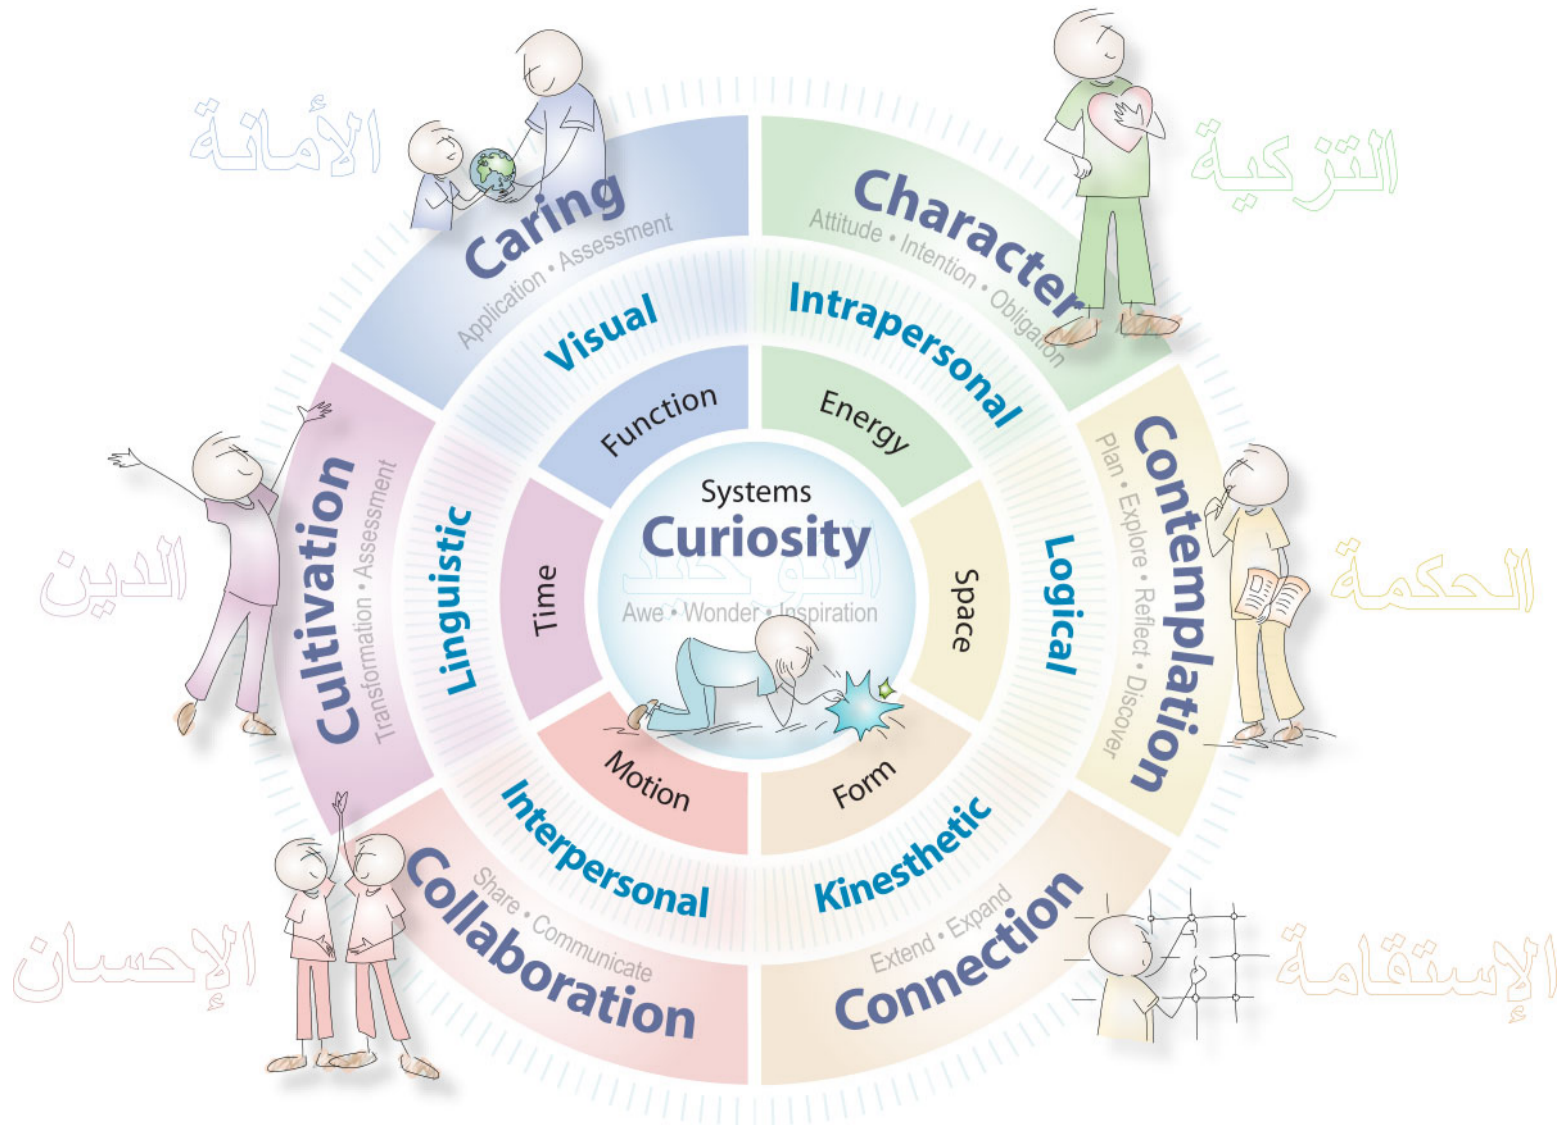 الأمانة
التزكية
Caring
Application • Assessment
Character
Attitude • Intention • Obligation
Visual
Intrapersonal
Function
Energy
Contemplation
Plan • Explore • Reflect • Discover
Cultivation
Transformation • Assessment
Systems
Curiosity
التوحيد
Awe • Wonder • Inspiration
Linguistic
Time
Space
Logical
الدين
الحكمة
Motion
Form
Interpersonal
Kinesthetic
Collaboration
Share • Communicate
Connection
Extend • Expand
الإحسان
الإستقامة